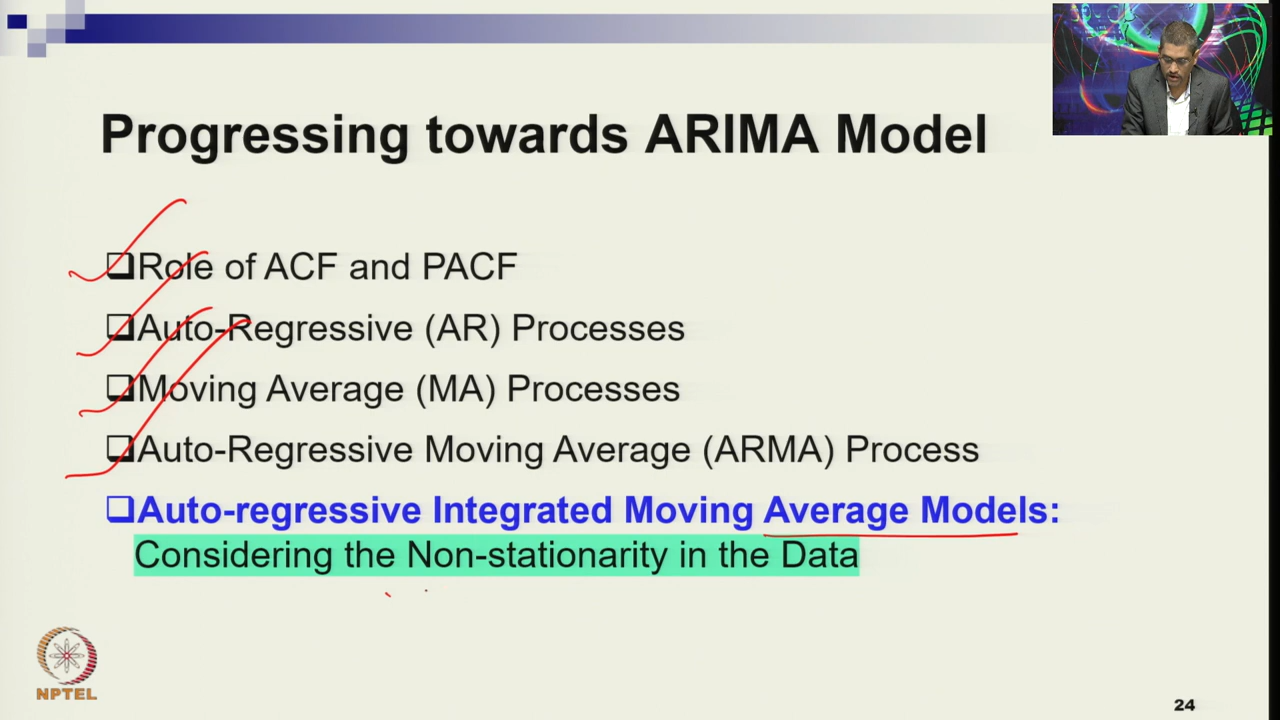 Progressing towards ARIMA Model
❑Role of ACF and PACF
❑Auto-Regressive (AR) Processes
❑Moving Average (MA) Processes
❑Auto-Regressive Moving Average (ARMA) Process
❑Auto-regressive Integrated Moving Average Models:
Considering the Non-stationarity in the Data
NPTEL
24